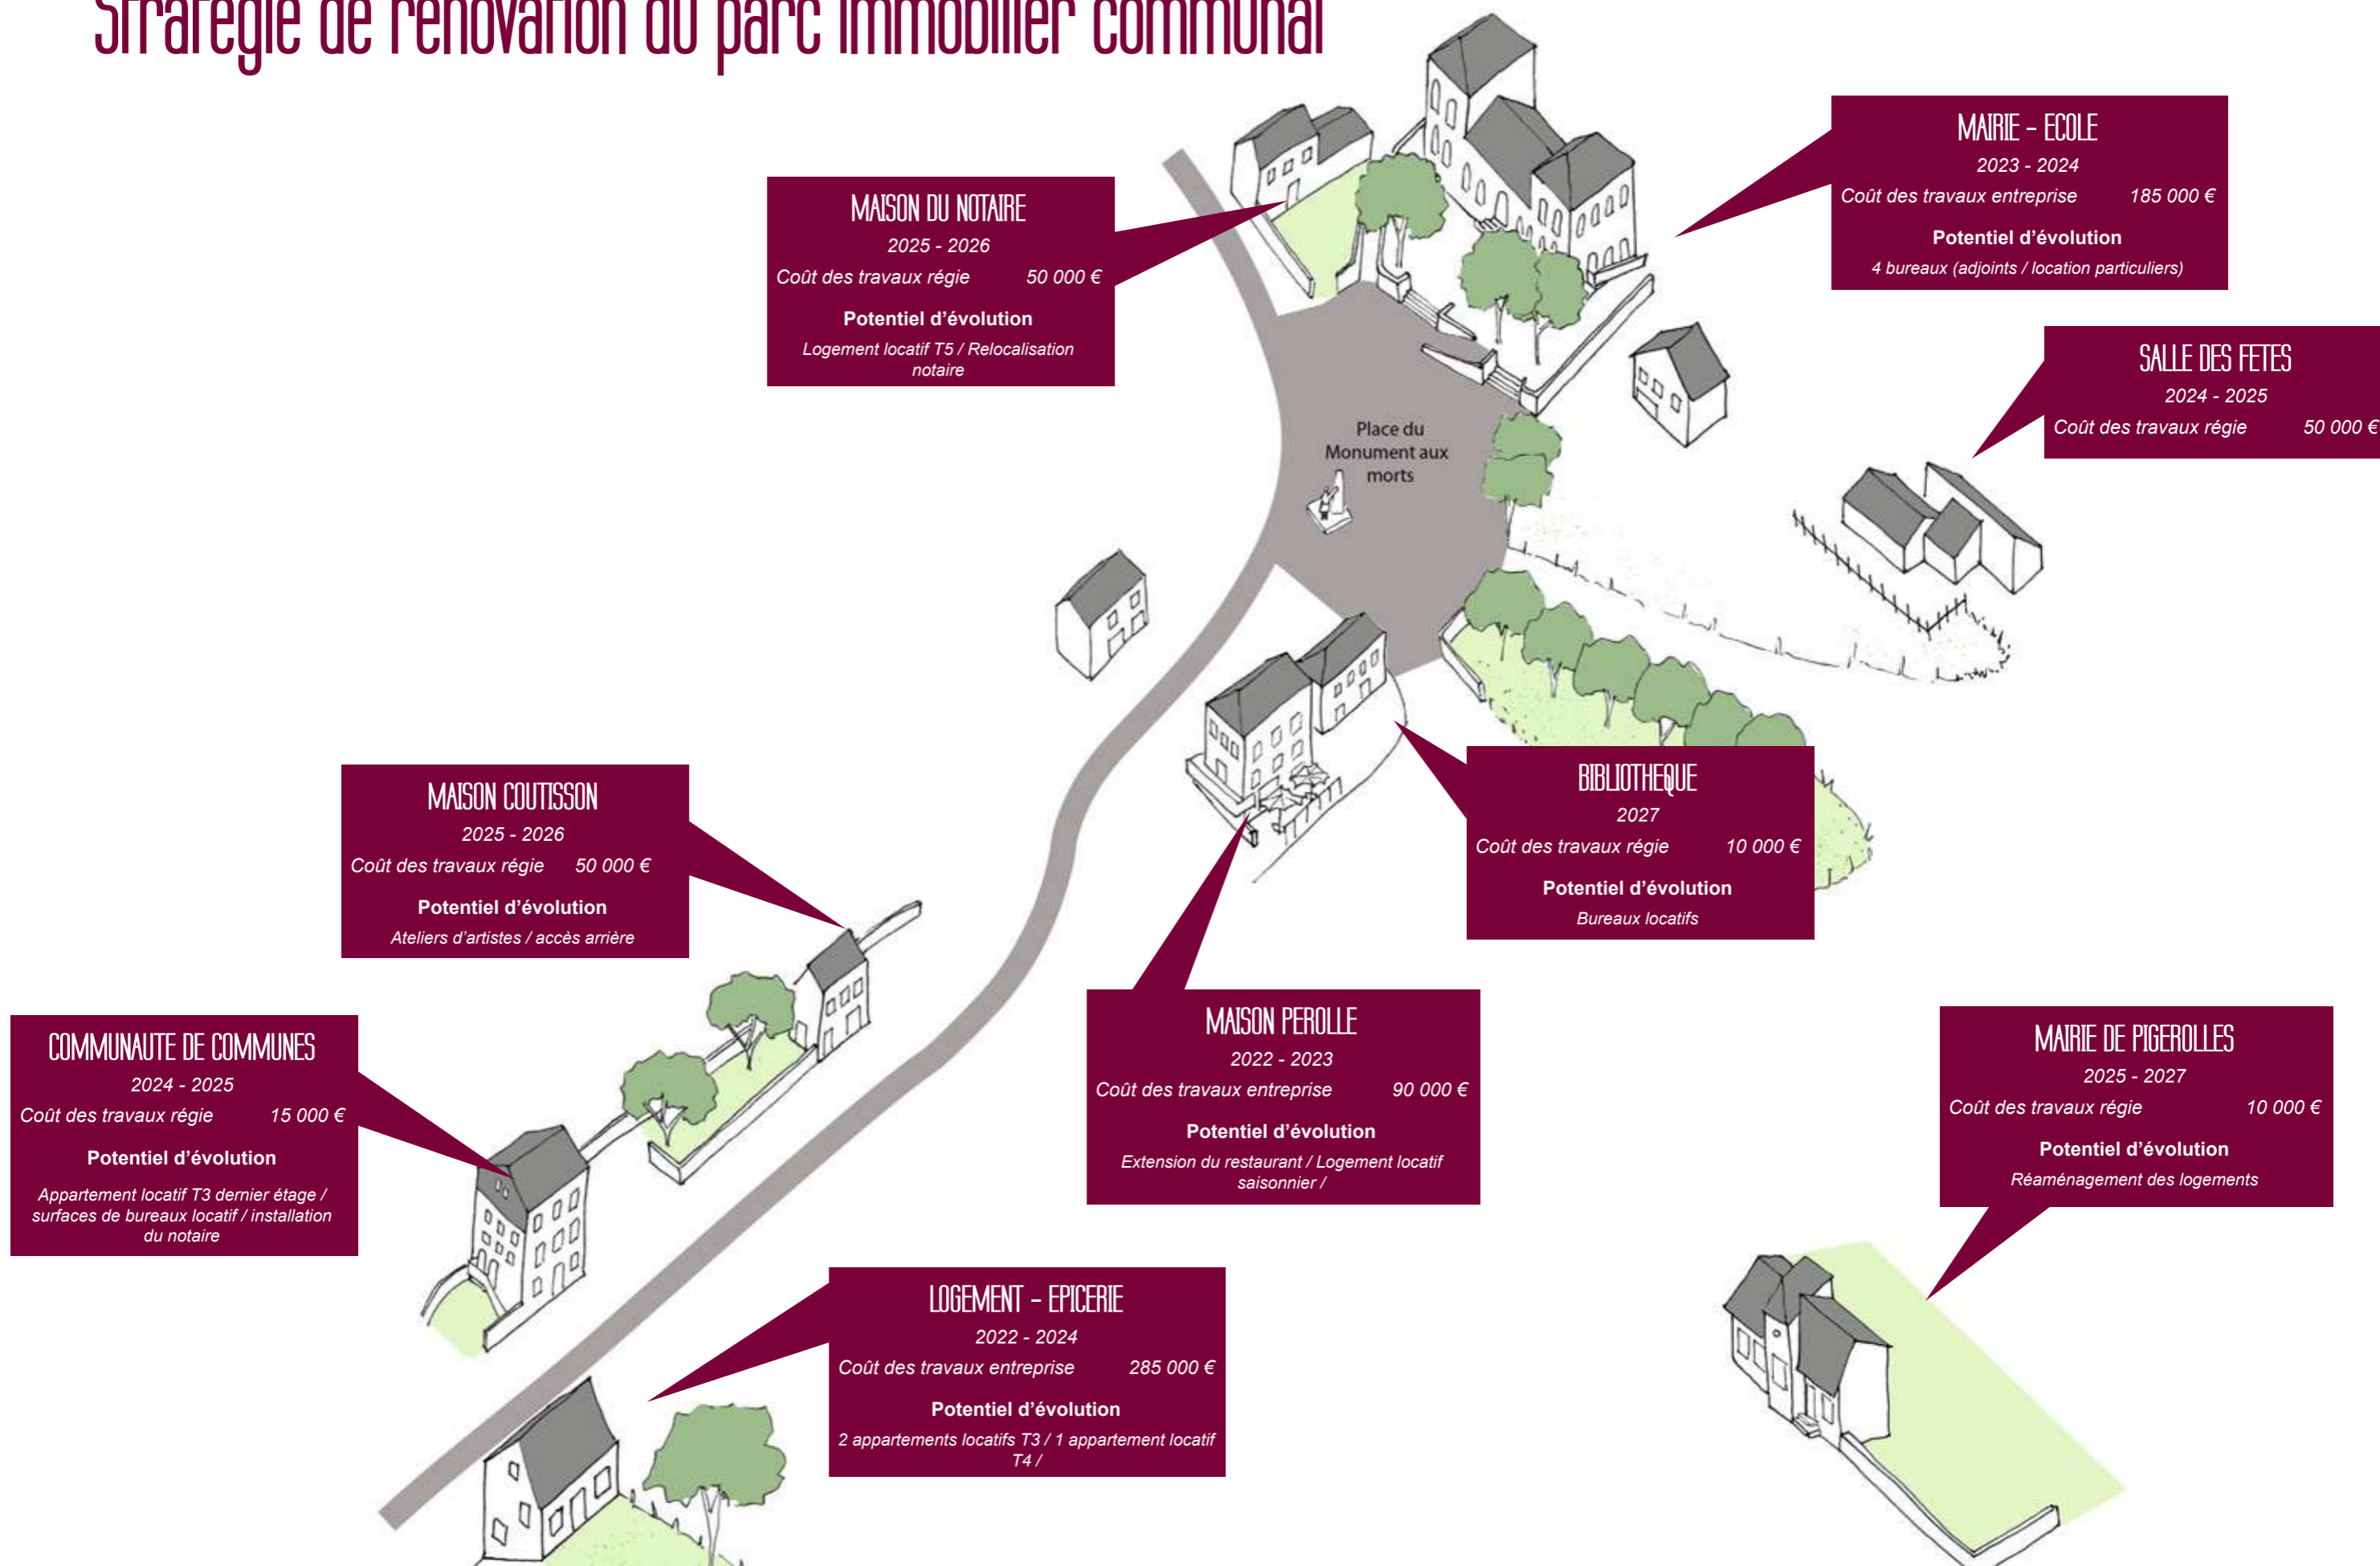 Stratégie de rénovation du parc immobilier communal
MAIRIE - ECOLE
2023 - 2024
Coût des travaux entreprise 185 000 €
Potentiel d'évolution
4 bureaux (adjoints / location particuliers)
MAISON DU NOTAIRE
2025 - 2026
Coût des travaux régie 50 000 €
Potentiel d'évolution
Logement locatif T5 / Relocalisation
notaire
SALLE DES FETES
2024 - 2025
Coût des travaux régie 50 000 €
Place du
Monument aux
morts
BIBLIOTHEQUE
2027
Coût des travaux régie 10 000 €
Potentiel d'évolution
Bureaux locatifs
MAISON COUTISSON
2025 - 2026
Coût des travaux régie 50 000 €
Potentiel d'évolution
Ateliers d'artistes / accès arrière
MAISON PEROLLE
2022 - 2023
Coût des travaux entreprise 90 000 €
Potentiel d'évolution
Extension du restaurant / Logement locatif
saisonnier /
MAIRIE DE PIGEROLLES
2025 - 2027
Coût des travaux régie 10 000 €
Potentiel d'évolution
Réaménagement des logements
COMMUNAUTE DE COMMUNES
2024 - 2025
Coût des travaux régie 15 000 €
Potentiel d'évolution
Appartement locatif T3 dernier étage /
surfaces de bureaux locatif / installation
du notaire
LOGEMENT - EPICERIE
2022 - 2024
Coût des travaux entreprise 285 000 €
Potentiel d'évolution
2 appartements locatifs T3 / 1 appartement locatif
T4 /